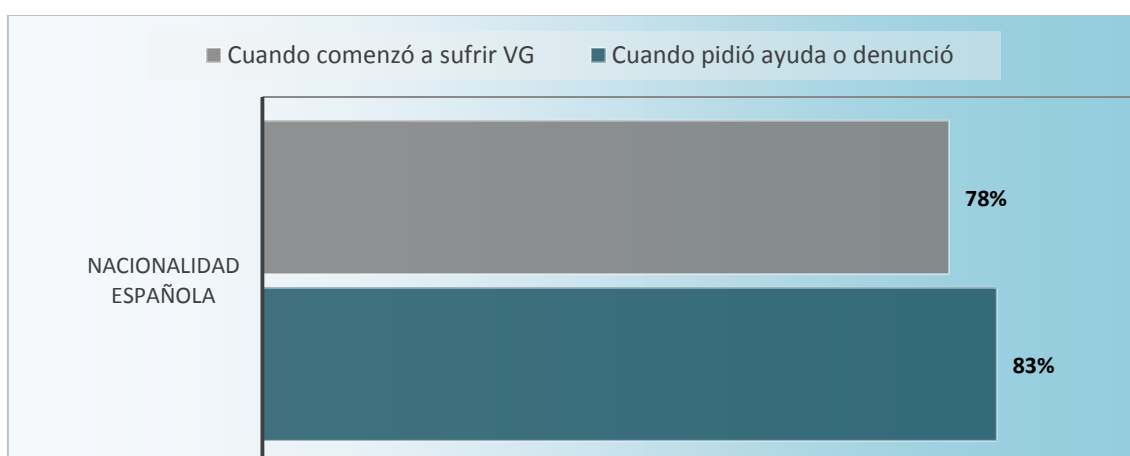 Cuando comenzó a sufrir VG Cuando pidió ayuda o denunció
78%
NACIONALIDAD
ESPAÑOLA
83%